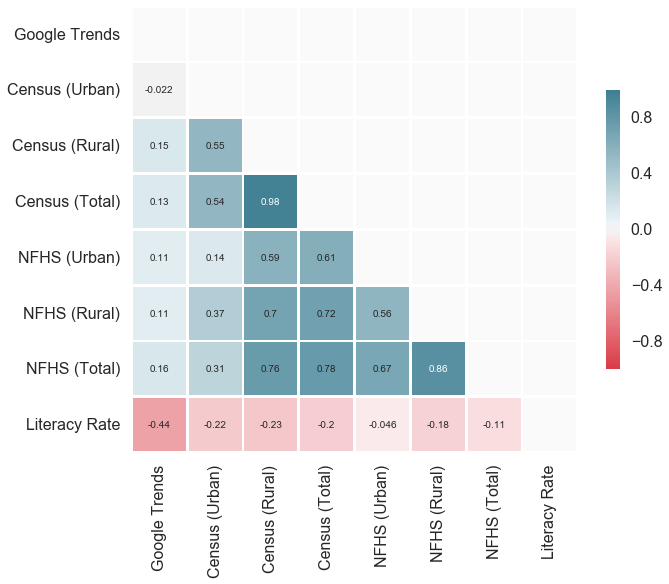 Google Trends
Census (Urban) -0.022
Census (Rural) 0.15 0.55
Census (Total) 0.13 0.54 0.98
NFHS (Urban) 0.11 0.14 0.59 0.61
NFHS (Rural) 0.11 0.37 0.7 0.72 0.56
NFHS (Total) 0.16 0.31 0.76 0.78 0.67 0.86
Literacy Rate -0.44 -0.22 -0.23 -0.2 -0.046 -0.18 -0.11
Google Trends
Census (Urban)
Census (Rural)
Census (Total)
NFHS (Urban)
NFHS (Rural)
NFHS (Total)
Literacy Rate
0.8
0.4
0.0
−0.4
−0.8